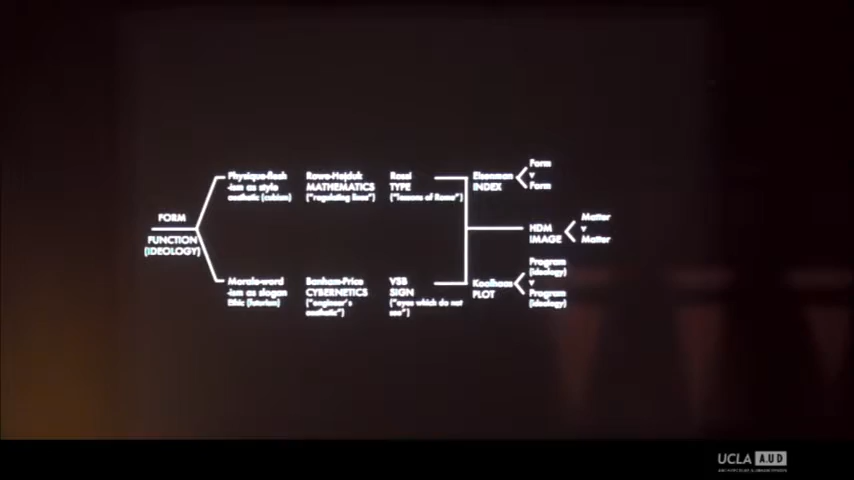 FORM
FUNCTION
(IDEOLOGY)
Physique-flesh
-ism as style
aesthetic (cubism)
Rowe-Hejduk
MATHEMATICS
("regulating lines")
Rossi
TYPE
("lessons of Rome")
Morale-word
-ism as slogan
Ethic (futurism)
Banham-Price
CYBERNETICS
("engineer's
aesthetic")
VSB
SIGN
("eyes which do not
see")
Eisenman
INDEX
Form
v
Form
HDM
IMAGE
Matter
v
Matter
Koolhaas
PLOT
Program
(ideology)
v
Program
(ideology)
UCLA A.UD